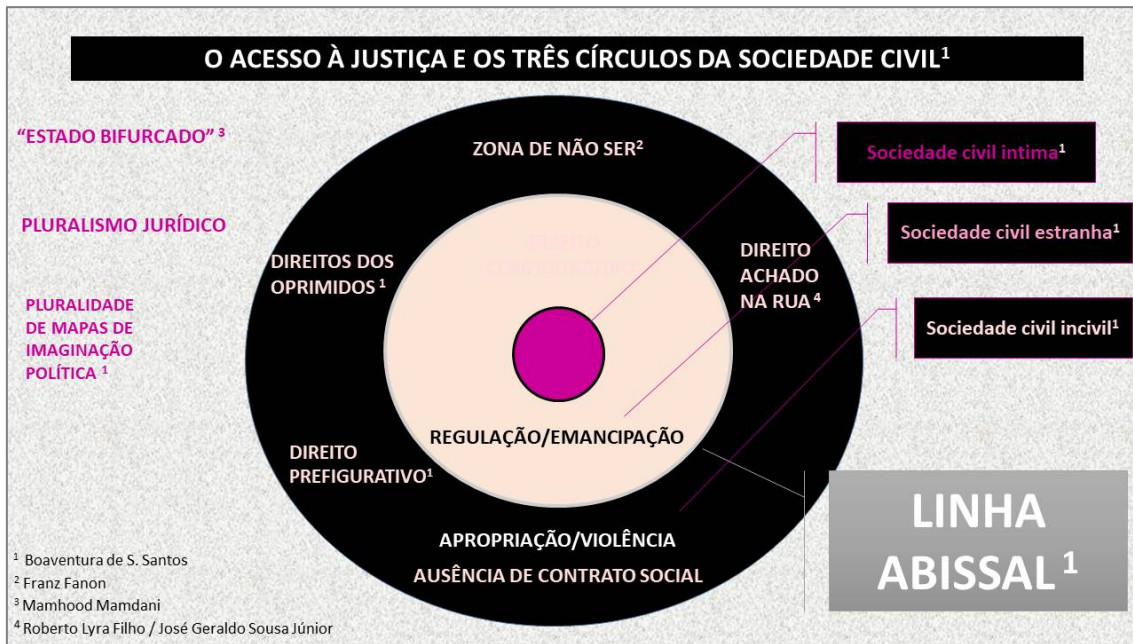 O ACESSO À JUSTIÇA E OS TRÊS CÍRCULOS DA SOCIEDADE CIVIL¹
“ESTADO BIFURCADO” ³
PLURALISMO JURÍDICO
PLURALIDADE
DE MAPAS DE
IMAGINAÇÃO
POLÍTICA ¹
ZONA DE NÃO SER²
DIREITOS DOS
OPRIMIDOS ¹
DIREITO
ACHADO
NA RUA ⁴
REGULAÇÃO/EMANCIPAÇÃO
DIREITO
PREFIGURATIVO¹
APROPRIAÇÃO/VIOLÊNCIA
AUSÊNCIA DE CONTRATO SOCIAL
Sociedade civil intima¹
Sociedade civil estranha¹
Sociedade civil incivil¹
LINHA
ABISSAL ¹
¹ Boaventura de S. Santos
² Franz Fanon
³ Mamhood Mamdani
⁴ Roberto Lyra Filho / José Geraldo Sousa Júnior